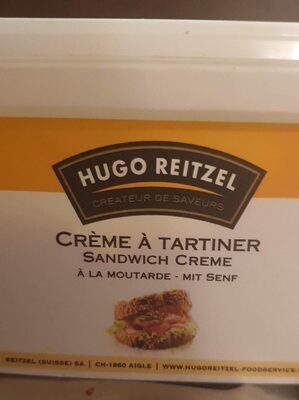 HUGO REITZEL
CREATEUR DE SAVEURS
CRÈME À TARTINER
SANDWICH CREME
À LA MOUTARDE - MIT SENF
REITZEL (SUISSE) SA | CH-1860 AIGLE | WWW.HUGOREITZEL-FOODSERVICE.